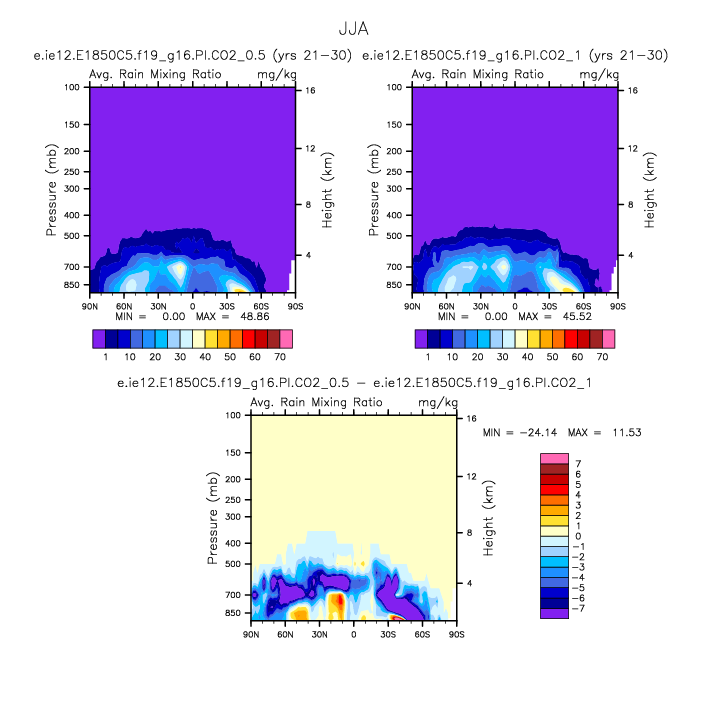 JJA
e.ie12.E1850C5.f19_g16.PI.CO2_0.5 (yrs 21-30) e.ie12.E1850C5.f19_g16.PI.CO2_1 (yrs 21-30)
Avg. Rain Mixing Ratio mg/kg Avg. Rain Mixing Ratio mg/kg
100 16 100 16
150 12 150 12
200 200
250 250
300 8 300 8
400 400
500 4 500 4
700 700
850 850
Pressure (mb) Height (km) Pressure (mb) Height (km)
90N 60N 30N 0 30S 60S 90S 90N 60N 30N 0 30S 60S 90S
MIN = 0.00 MAX = 48.86 MIN = 0.00 MAX = 45.52
1 10 20 30 40 50 60 70 1 10 20 30 40 50 60 70
e.ie12.E1850C5.f19_g16.PI.CO2_0.5 - e.ie12.E1850C5.f19_g16.PI.CO2_1
Avg. Rain Mixing Ratio mg/kg
MIN = -24.14 MAX = 11.53
100 16
150
200 12
250
300 8
400
500 4
700
850
Pressure (mb) Height (km)
90N 60N 30N 0 30S 60S 90S
7
6
5
4
3
2
1
0
-1
-2
-3
-4
-5
-6
-7